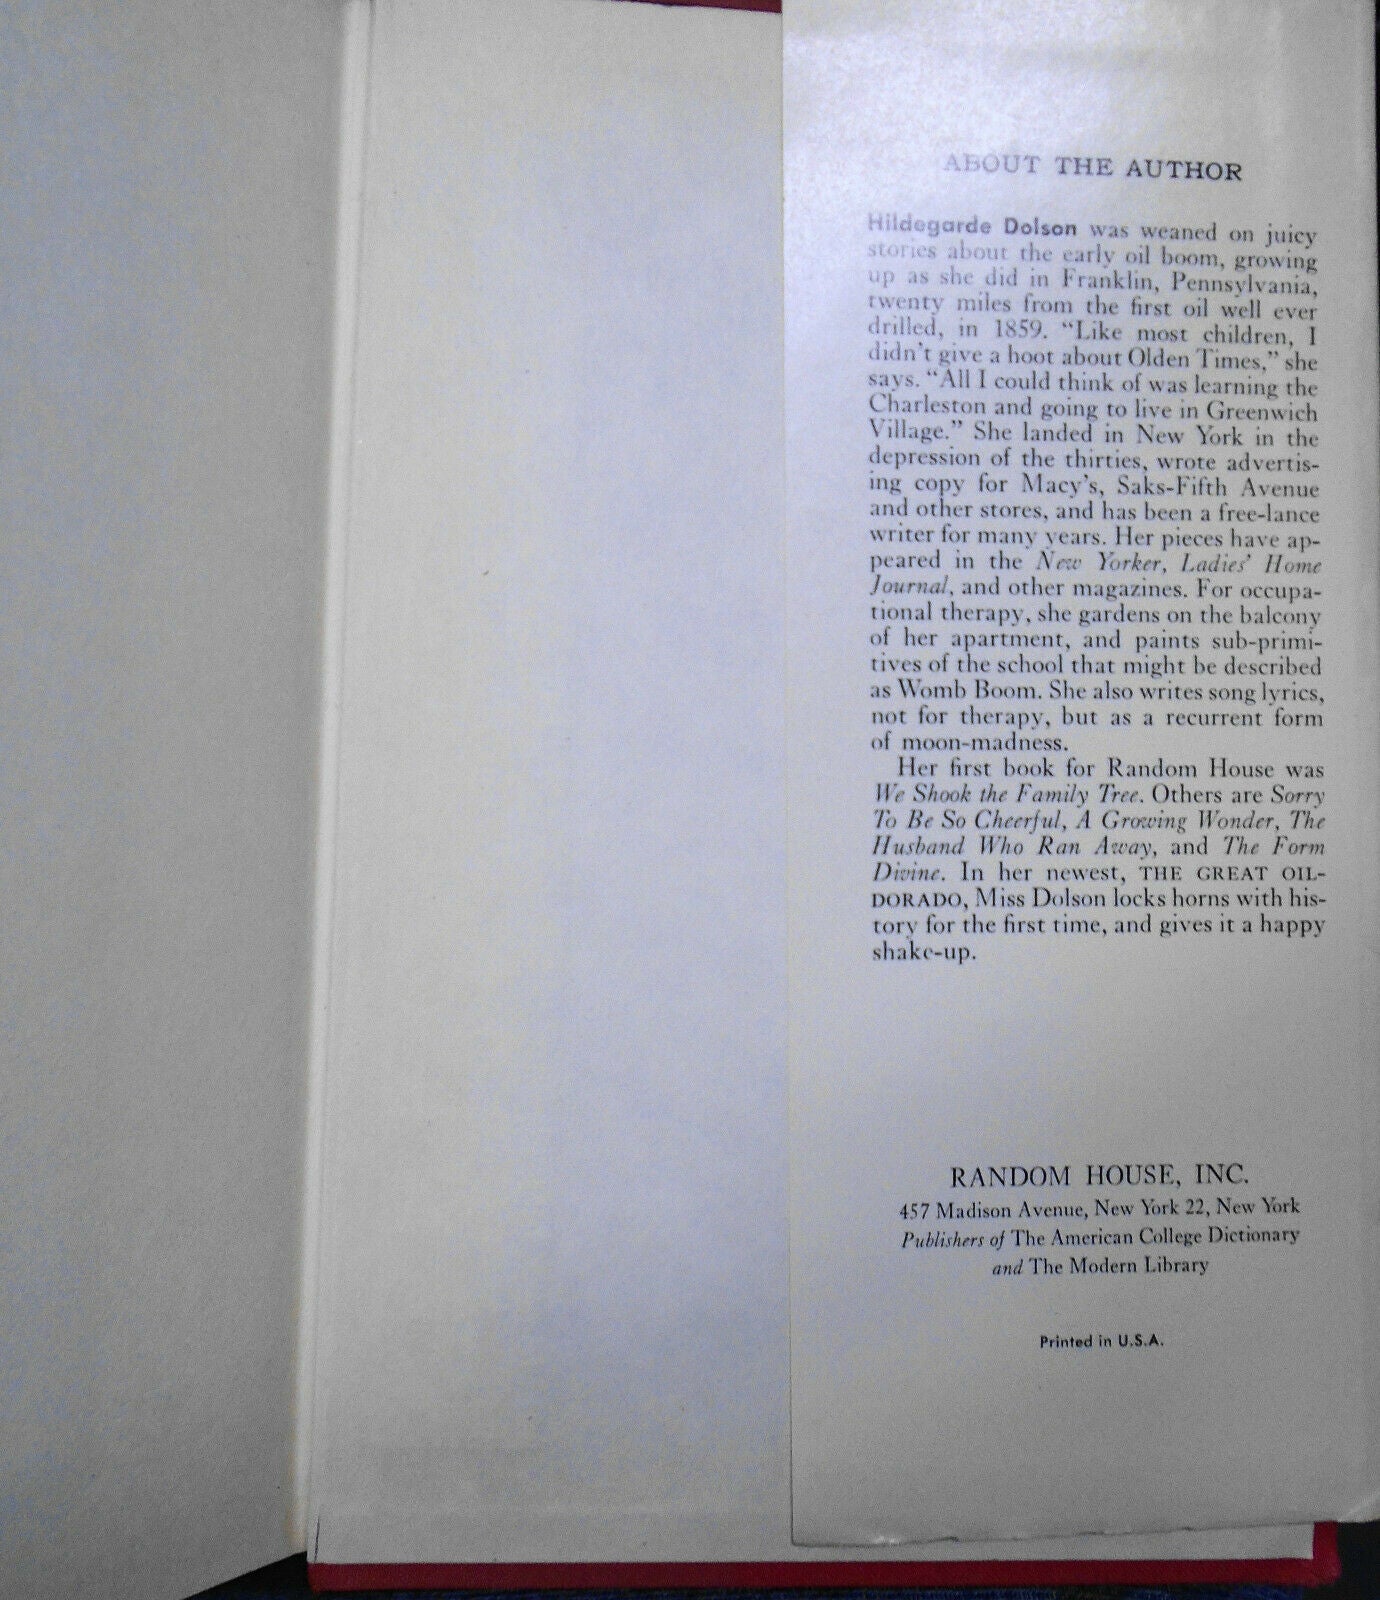 ABOUT THE AUTHOR
Hildegarde Dolson was weaned on juicy
stories about the early oil boom, growing
up as she did in Franklin, Pennsylvania,
twenty miles from the first oil well ever
drilled, in 1859. "Like most children, I
didn't give a hoot about Olden Times," she
says. "All I could think of was learning the
Charleston and going to live in Greenwich
Village." She landed in New York in the
depression of the thirties, wrote advertis-
ing copy for Macy's, Saks-Fifth Avenue
and other stores, and has been a free-lance
writer for many years. Her pieces have ap-
peared in the New Yorker, Ladies' Home
Journal, and other magazines. For occupa-
tional therapy, she gardens on the balcony
of her apartment, and paints sub-primi-
tives of the school that might be described
as Womb Boom. She also writes song lyrics,
not for therapy, but as a recurrent form
of moon-madness.
Her first book for Random House was
We Shook the Family Tree. Others are Sorry
To Be So Cheerful, A Growing Wonder, The
Husband Who Ran Away, and The Form
Divine. In her newest, THE GREAT OIL-
DORADO, Miss Dolson locks horns with his-
tory for the first time, and gives it a happy
shake-up.
RANDOM HOUSE, INC.
457 Madison Avenue, New York 22, New York
Publishers of The American College Dictionary
and The Modern Library
Printed in U.S.A.